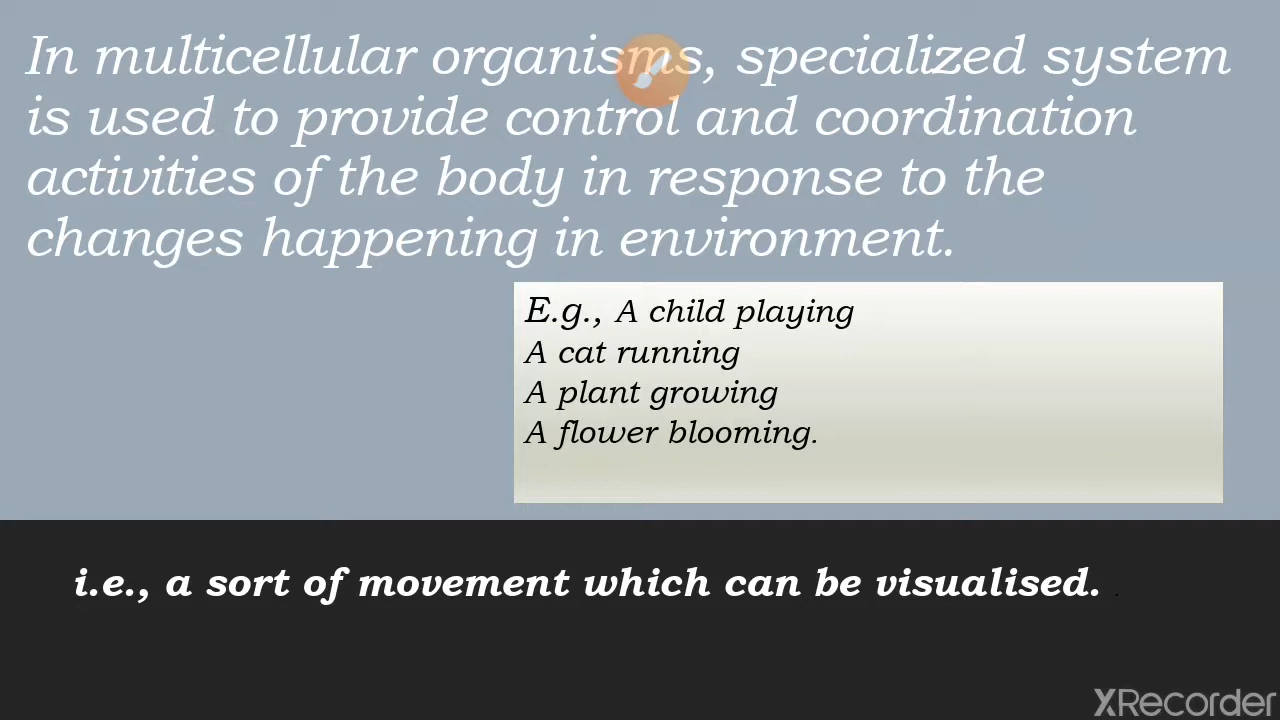 In multicellular organisms, specialized system
is used to provide control and coordination
activities of the body in response to the
changes happening in environment.
E.g., A child playing
A cat running
A plant growing
A flower blooming.
i.e., a sort of movement which can be visualised.
XRecorder